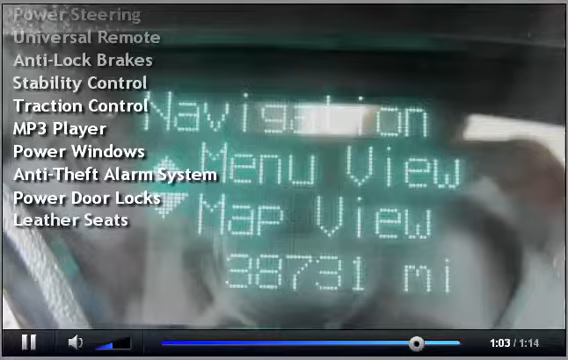 Power Steering
Universal Remote
Anti-Lock Brakes
Stability Control
Traction Control
MP3 Player
Power Windows
Anti-Theft Alarm System
Power Door Locks
Leather Seats
Navigation
Menu View
Map View
38731 mi
1:03 / 1:14